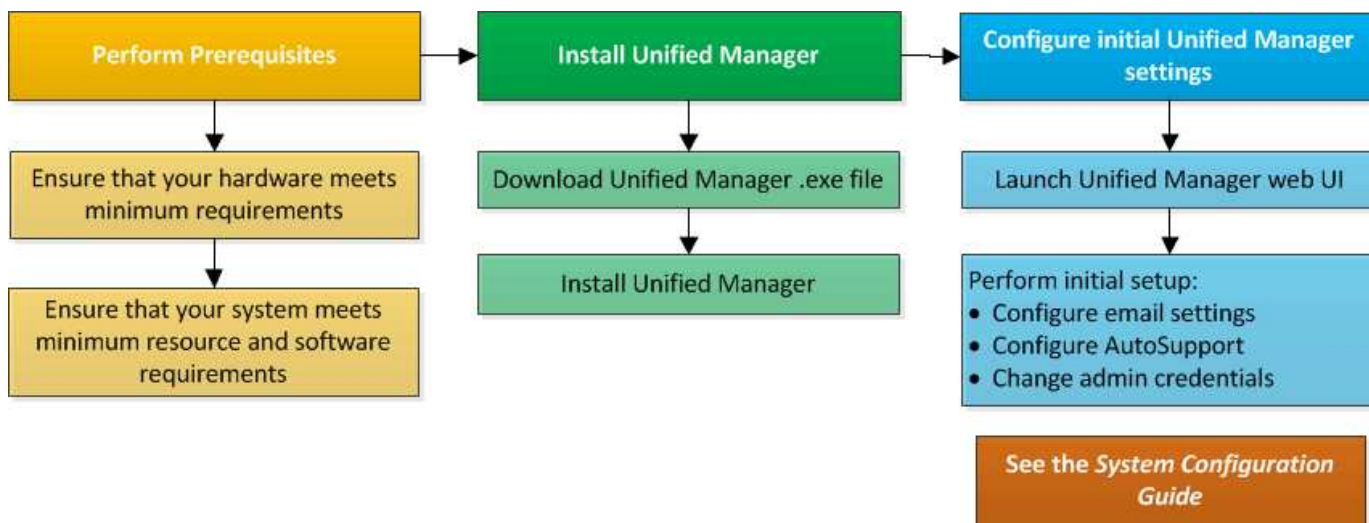 Perform Prerequisites
Ensure that your hardware meets
minimum requirements
Ensure that your system meets
minimum resource and software
requirements
Install Unified Manager
Download Unified Manager .exe file
Install Unified Manager
Configure initial Unified Manager
settings
Launch Unified Manager web UI
Perform initial setup:
• Configure email settings
• Configure AutoSupport
• Change admin credentials
See the System Configuration
Guide